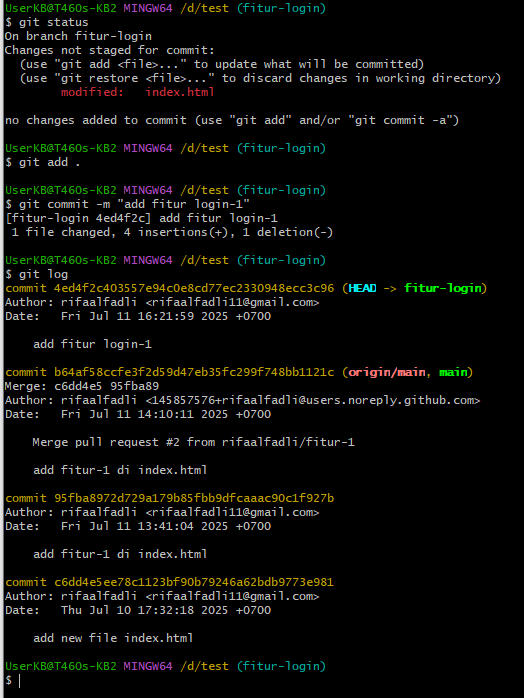 UserKB@T460s-KB2 MINGW64 /d/test (fitur-login)
$ git status
On branch fitur-login
Changes not staged for commit:
  (use "git add <file>..." to update what will be committed)
  (use "git restore <file>..." to discard changes in working directory)
        modified:   index.html

no changes added to commit (use "git add" and/or "git commit -a")

UserKB@T460s-KB2 MINGW64 /d/test (fitur-login)
$ git add .

UserKB@T460s-KB2 MINGW64 /d/test (fitur-login)
$ git commit -m "add fitur login-1"
[fitur-login 4ed4f2c] add fitur login-1
 1 file changed, 4 insertions(+), 1 deletion(-)

UserKB@T460s-KB2 MINGW64 /d/test (fitur-login)
$ git log
commit 4ed4f2c403557e94c0e8cd77ec2330948ecc3c96 (HEAD -> fitur-login)
Author: rifaalfadli <rifaalfadli11@gmail.com>
Date:   Fri Jul 11 16:21:59 2025 +0700

    add fitur login-1

commit b64af58ccfe3f2d59d47eb35fc299f748bb1121c (origin/main, main)
Merge: c6dd4e5 95fba89
Author: rifaalfadli <145857576+rifaalfadli@users.noreply.github.com>
Date:   Fri Jul 11 14:10:11 2025 +0700

    Merge pull request #2 from rifaalfadli/fitur-1

    add fitur-1 di index.html

commit 95fba8972d729a179b85fbb9dfcaaac90c1f927b
Author: rifaalfadli <rifaalfadli11@gmail.com>
Date:   Fri Jul 11 13:41:04 2025 +0700

    add fitur-1 di index.html

commit c6dd4e5ee78c1123bf90b79246a62bdb9773e981
Author: rifaalfadli <rifaalfadli11@gmail.com>
Date:   Thu Jul 10 17:32:18 2025 +0700

    add new file index.html

UserKB@T460s-KB2 MINGW64 /d/test (fitur-login)
$